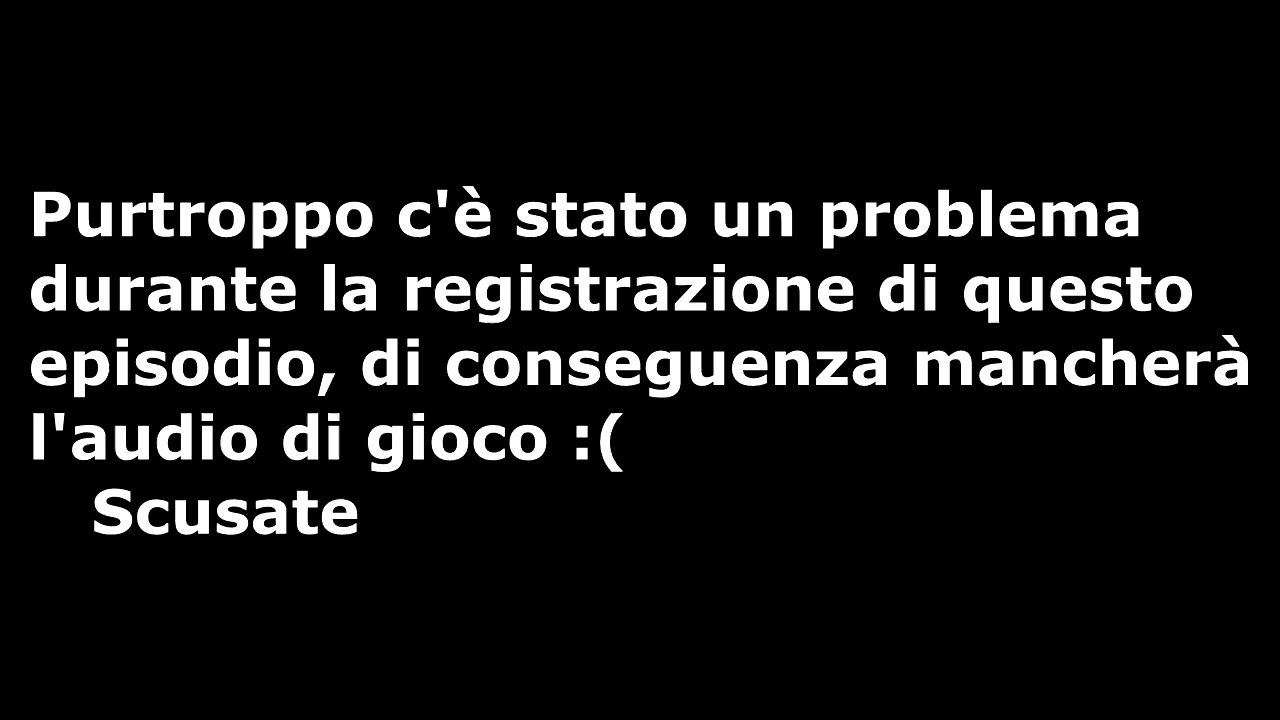 Purtroppo c'è stato un problema
durante la registrazione di questo
episodio, di conseguenza mancherà
l'audio di gioco :(
Scusate